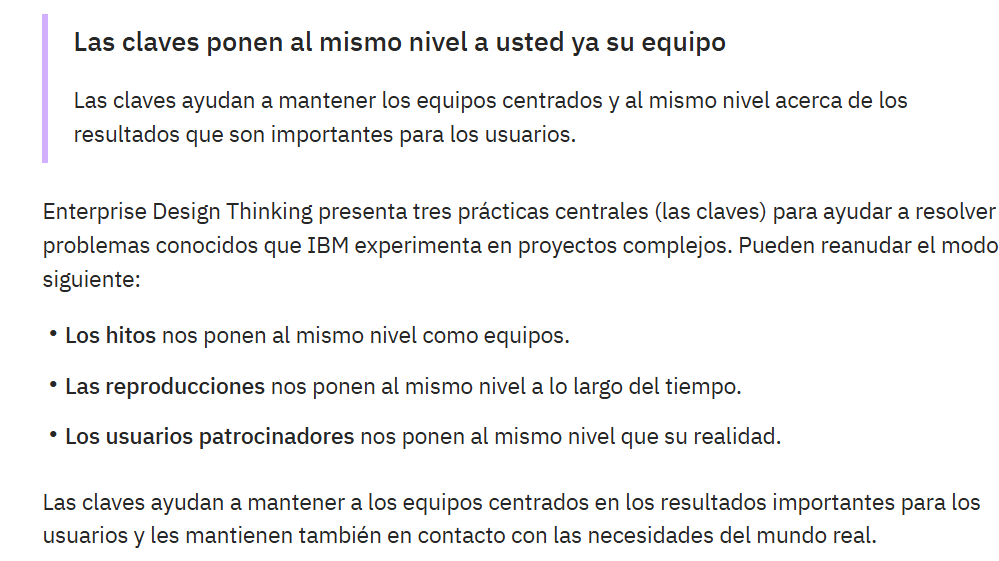 Las claves ponen al mismo nivel a usted ya su equipo
Las claves ayudan a mantener los equipos centrados y al mismo nivel acerca de los
resultados que son importantes para los usuarios.
Enterprise Design Thinking presenta tres prácticas centrales (las claves) para ayudar a resolver
problemas conocidos que IBM experimenta en proyectos complejos. Pueden reanudar el modo
siguiente:
• Los hitos nos ponen al mismo nivel como equipos.
• Las reproducciones nos ponen al mismo nivel a lo largo del tiempo.
• Los usuarios patrocinadores nos ponen al mismo nivel que su realidad.
Las claves ayudan a mantener a los equipos centrados en los resultados importantes para los
usuarios y les mantienen también en contacto con las necesidades del mundo real.